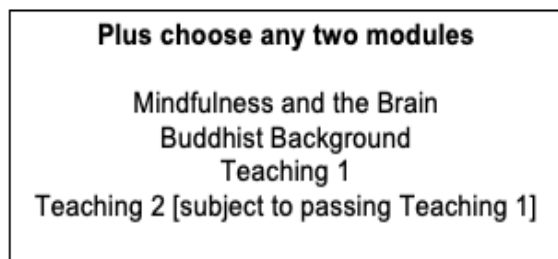 Plus choose any two modules
Mindfulness and the Brain
Buddhist Background
Teaching 1
Teaching 2 [subject to passing Teaching 1]